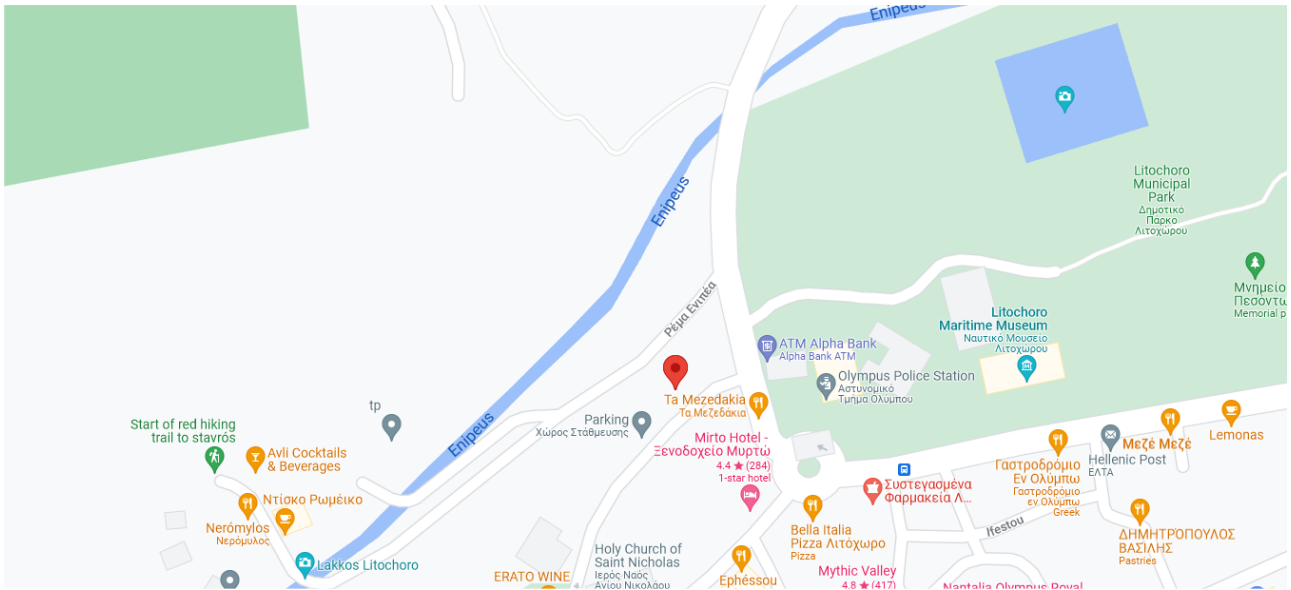 Enipeus
Litochoro
Municipal
Park
Δημοτικό
Πάρκο
Λιτοχώρου
Enipeus
Μνημείο
Πεσόντω
Memorial p
Ρέμα Ενιπέα
Litochoro
Maritime Museum
Ναυτικό Μουσείο
Λιτοχώρου
ATM Alpha Bank
Alpha Bank ATM
Olympus Police Station
Αστυνομικό
Τμήμα Ολύμπου
Ta Mezedakia
Τα Μεζεδάκια
tp
Parking
Χώρος Στάθμευσης
Enipeus
Start of red hiking
trail to stavrós
Avli Cocktails
& Beverages
Mirto Hotel -
Ξενοδοχείο Μυρτώ
4.4 ★ (284)
1-star hotel
Lemonas
Μεζέ Μεζέ
Hellenic Post
ΕΛΤΑ
Γαστροδρόμιο
Εν Ολύμπω
Γαστροδρόμιο
εν Ολύμπω
Greek
Συστεγασμένα
Φαρμακεία Λ...
Ντίσκο Ρωμέικο
Nerómylos
Νερόμυλος
Bella Italia
Pizza Λιτόχωρο
Pizza
Ifestou
ΔΗΜΗΤΡΟΠΟΥΛΟΣ
ΒΑΣΙΛΗΣ
Pastries
Holy Church of
Saint Nicholas
Ιερός Ναός
Αγίου Νικολάου
Lakkos Litochoro
ERATO WINE
Ephéssou
Mythic Valley
4.8 ★ (417)
Nantalia Olympus Royal